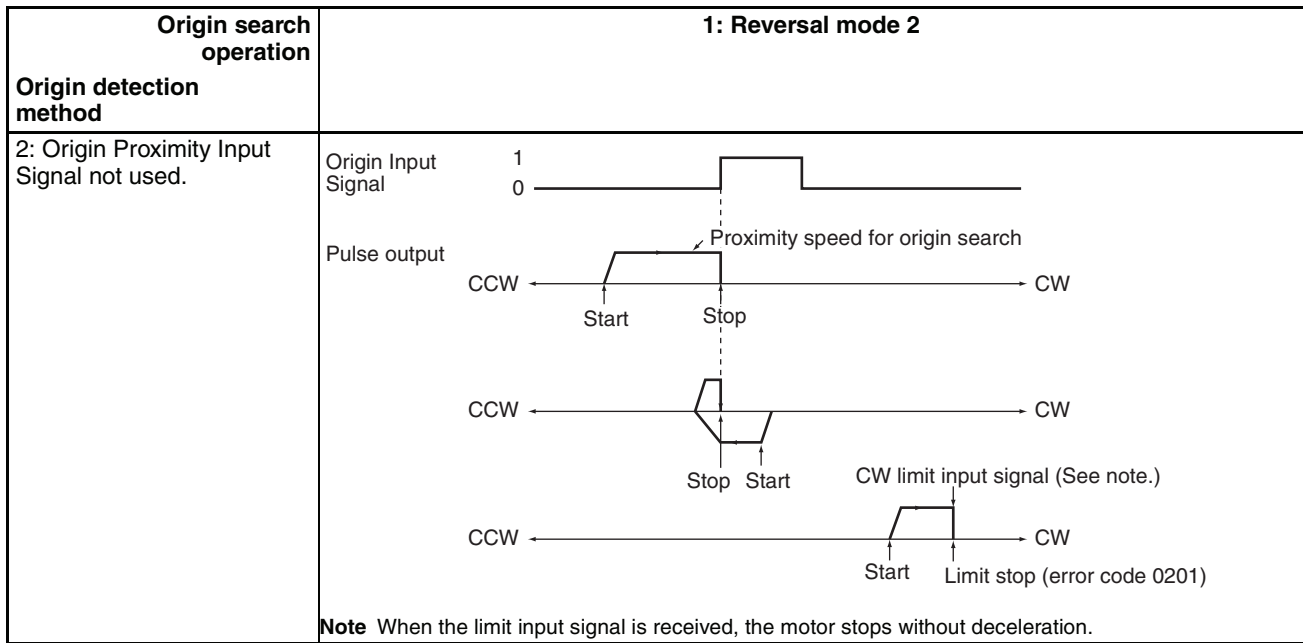 Origin search
operation
1: Reversal mode 2
Origin detection
method
2: Origin Proximity Input
Signal not used.
Origin Input
Signal
1
0
Pulse output
Proximity speed for origin search
CCW
CW
Start
Stop
CCW
CW
Stop
Start
CW limit input signal (See note.)
CCW
CW
Start
Limit stop (error code 0201)
Note When the limit input signal is received, the motor stops without deceleration.